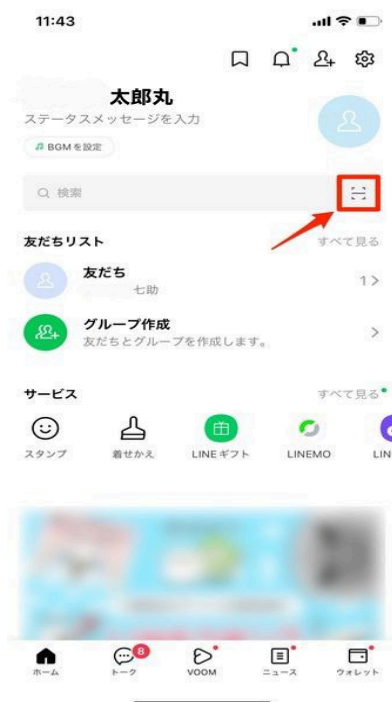 11:43
太郎丸
ステータスメッセージを入力
BGMを設定
検索
友だちリスト
すべて見る
友だち
七助
1
グループ作成
友だちとグループを作成します。
サービス
すべて見る
スタンプ
着せかえ
LINEギフト
LINEMO
LIN
8
ホーム
トーク
VOOM
ニュース
ウォレット